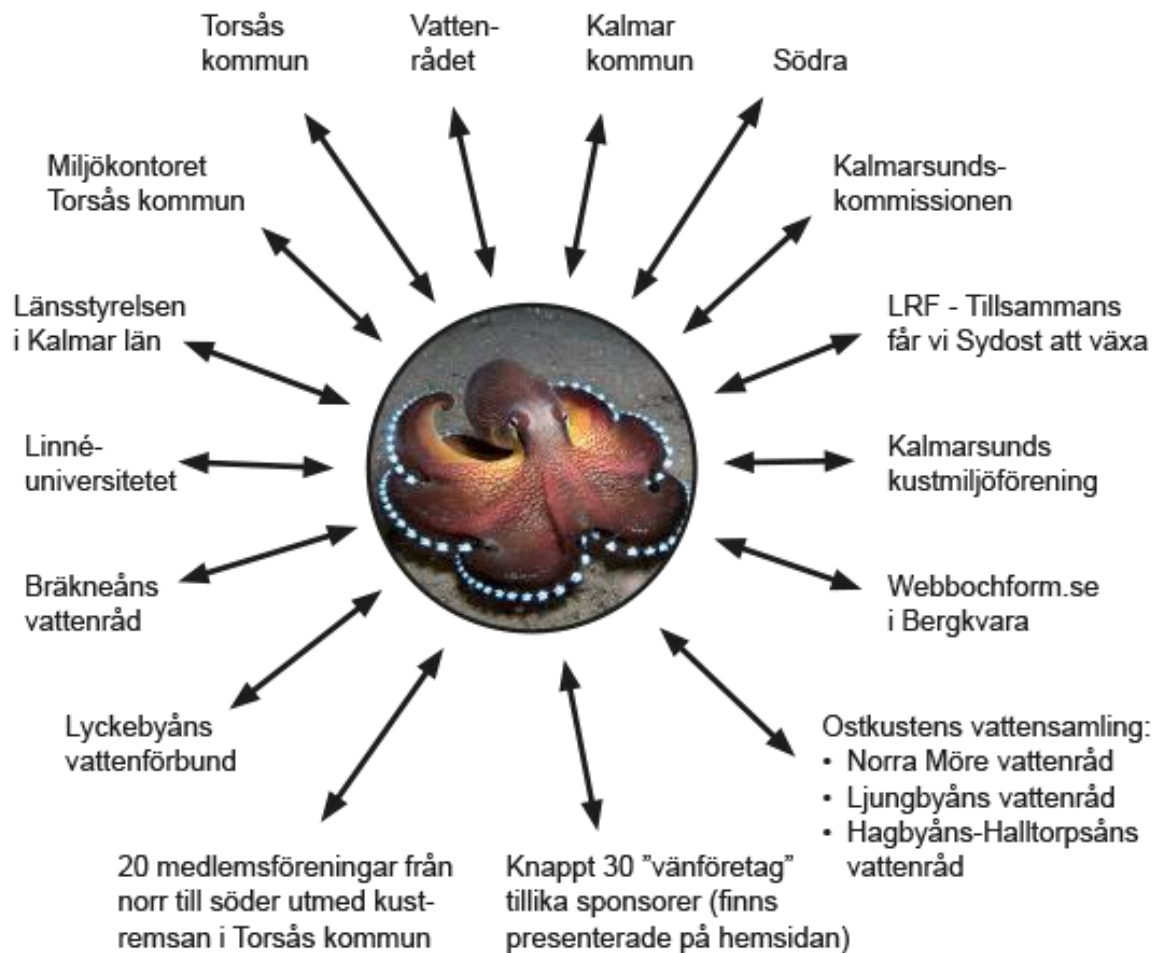 Torsås
kommun
Vatten-
rådet
Kalmar
kommun
Södra
Miljökontoret
Torsås kommun
Kalmarsunds-
kommissionen
Länsstyrelsen
i Kalmar län
LRF - Tillsammans
får vi Sydost att växa
Linné-
universitetet
Kalmarsunds
kustmiljöförening
Bräkneåns
vattenråd
Webbochform.se
i Bergkvara
Lyckebyåns
vattenförbund
Ostkustens vattensamling:
• Norra Möre vattenråd
• Ljungbyåns vattenråd
• Hagbyåns-Halltorpsåns
vattenråd
20 medlemsföreningar från
norr till söder utmed kust-
remsan i Torsås kommun
Knappt 30 ”vänföretag”
tillika sponsorer (finns
presenterade på hemsidan)